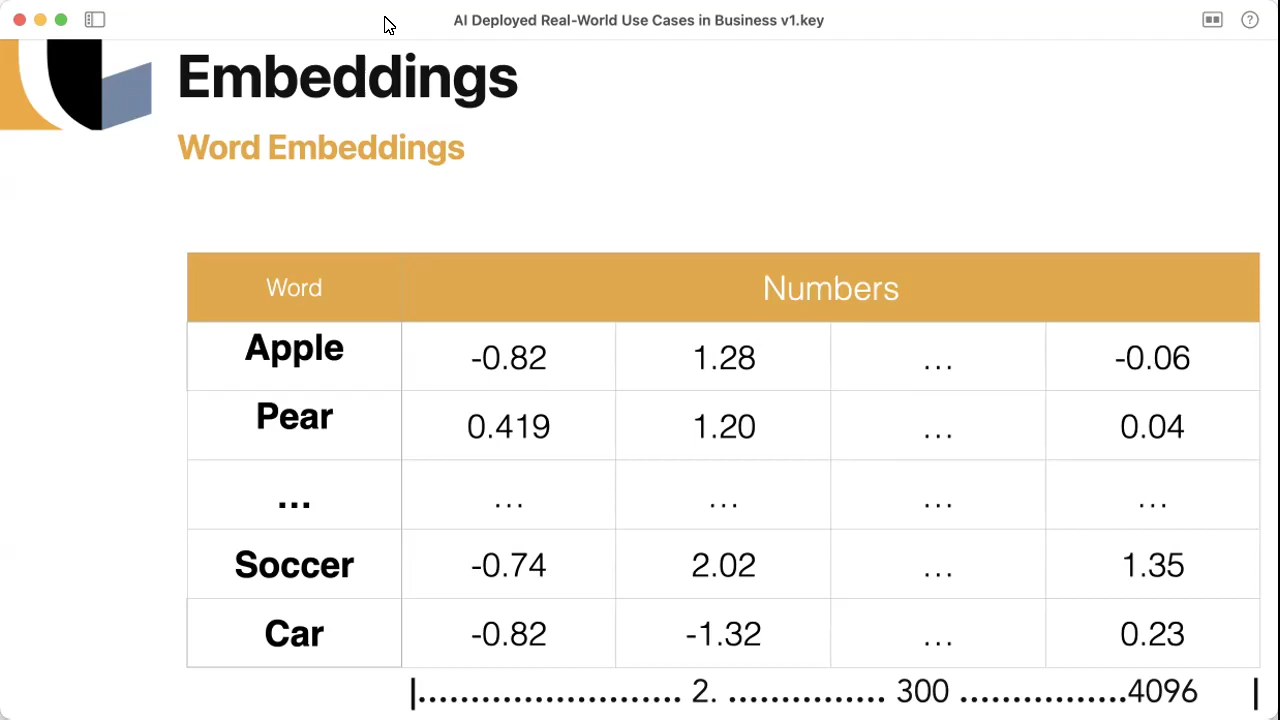 AI Deployed Real-World Use Cases in Business v1.key
Embeddings
Word Embeddings
Word Numbers
Apple -0.82 1.28 ... -0.06
Pear 0.419 1.20 ... 0.04
... ... ... ... ...
Soccer -0.74 2.02 ... 1.35
Car -0.82 -1.32 ... 0.23
|........................ 2. .............. 300 ...............4096 |